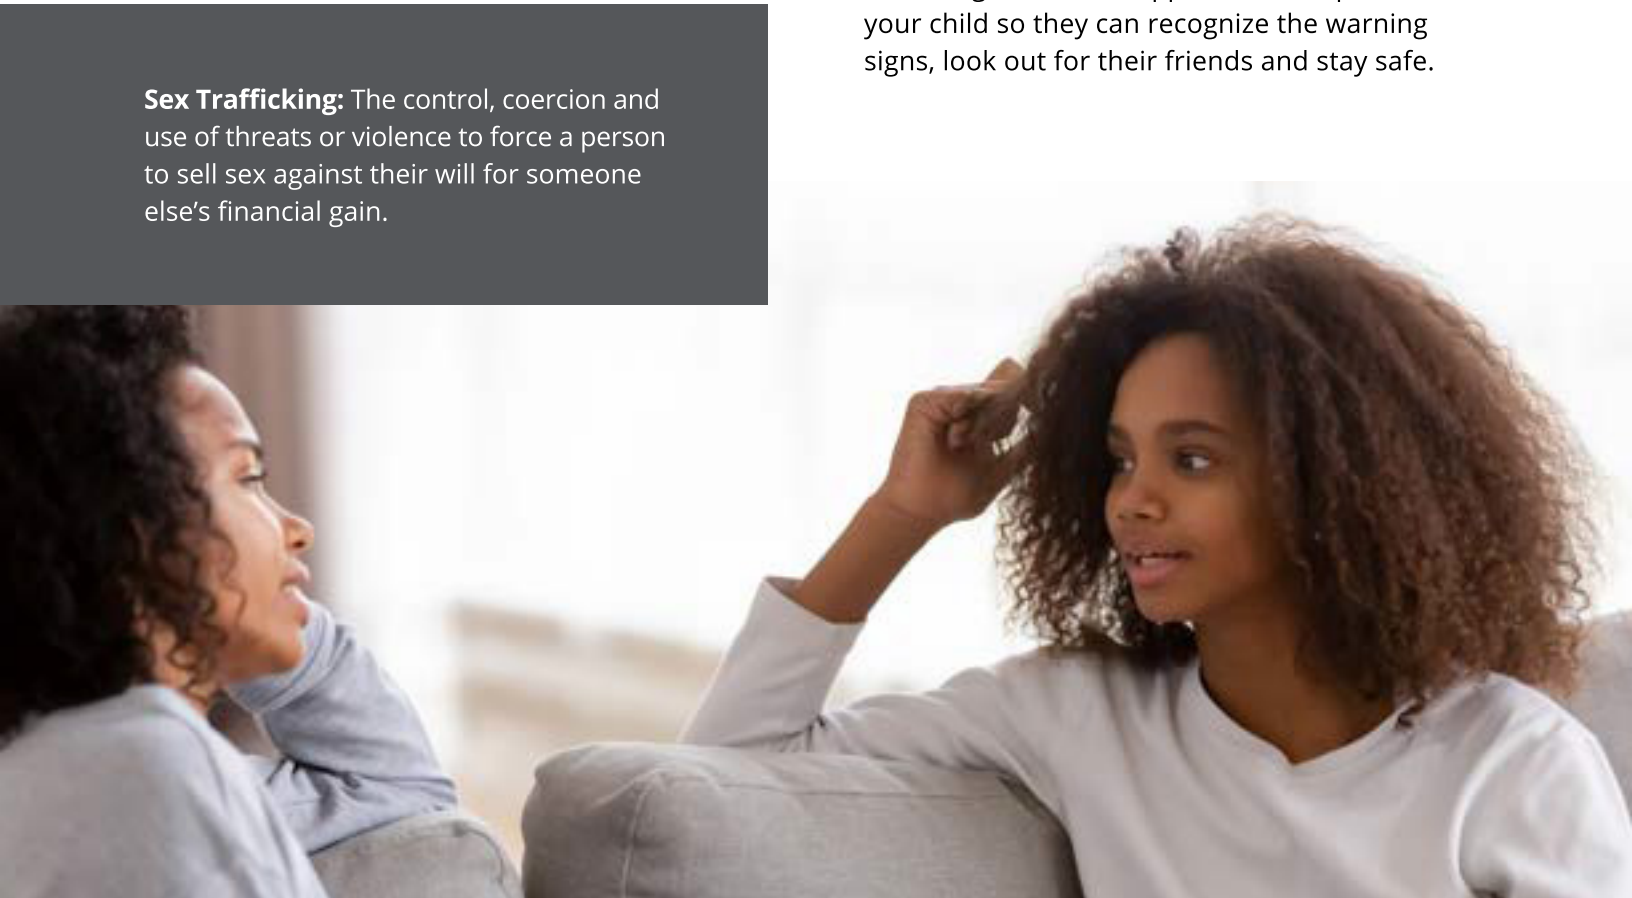 Sex Trafficking: The control, coercion and
use of threats or violence to force a person
to sell sex against their will for someone
else's financial gain.
your child so they can recognize the warning
signs, look out for their friends and stay safe.